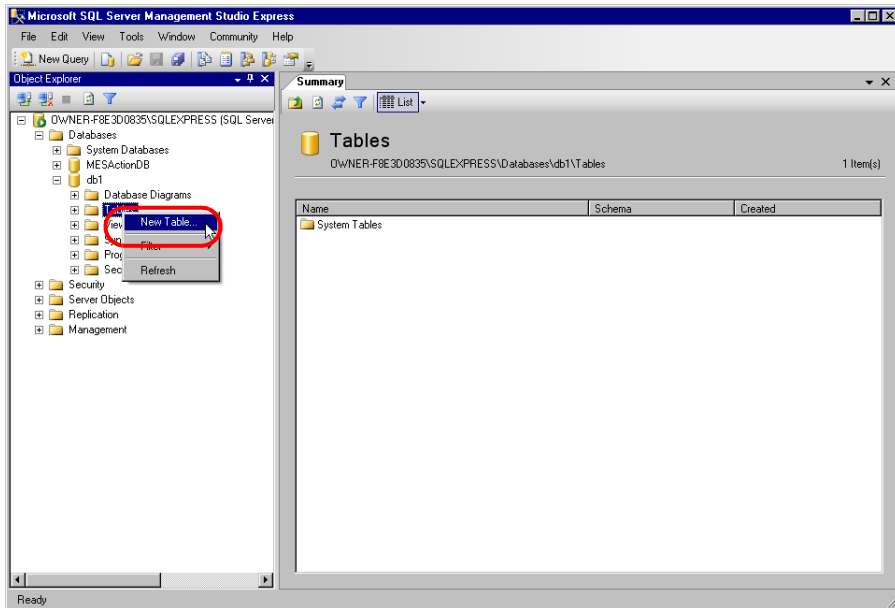 Microsoft SQL Server Management Studio Express
File Edit View Tools Window Community Help
New Query
Object Explorer
Summary
List
OWNER-F8E3D0835\SQLEXPRESS (SQL Server
Databases
System Databases
MESActionDB
db1
Database Diagrams
New Table...
Filter
Refresh
Security
Server Objects
Replication
Management
Tables
OWNER-F8E3D0835\SQLEXPRESS\Databases\db1\Tables
1 Item(s)
Name Schema Created
System Tables
Ready